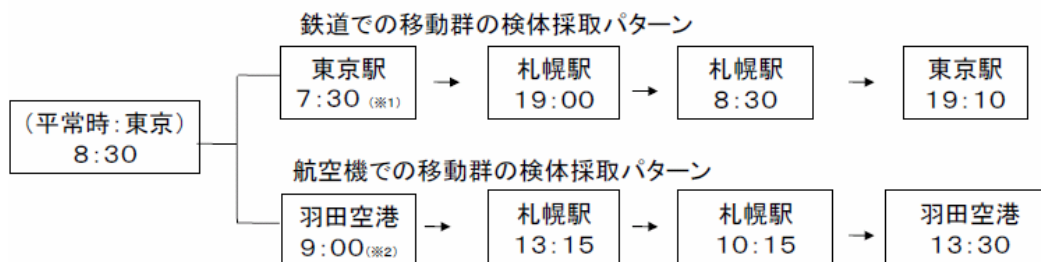 鉄道での移動群の検体採取パターン
東京駅
7:30 (※1)
札幌駅
19:00
札幌駅
8:30
東京駅
19:10
(平常時:東京)
8:30
航空機での移動群の検体採取パターン
羽田空港
9:00(※2)
札幌駅
13:15
札幌駅
10:15
羽田空港
13:30